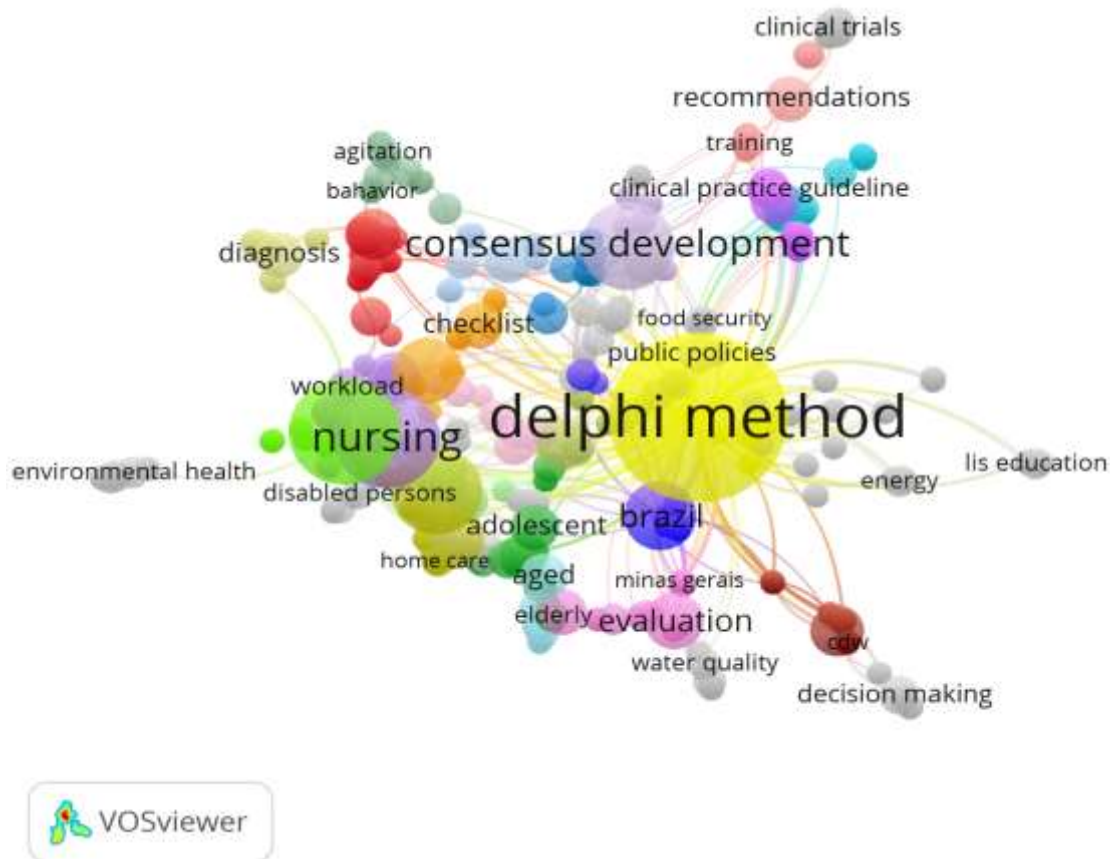 clinical trials
recommendations
training
agitation
bahavior
clinical practice guideline
diagnosis
consensus development
checklist
food security
public policies
workload
delphi method
nursing
environmental health
lis education
disabled persons
energy
adolescent
brazil
home care
aged
minas gerais
elderly
evaluation
cdw
water quality
decision making
VOSviewer